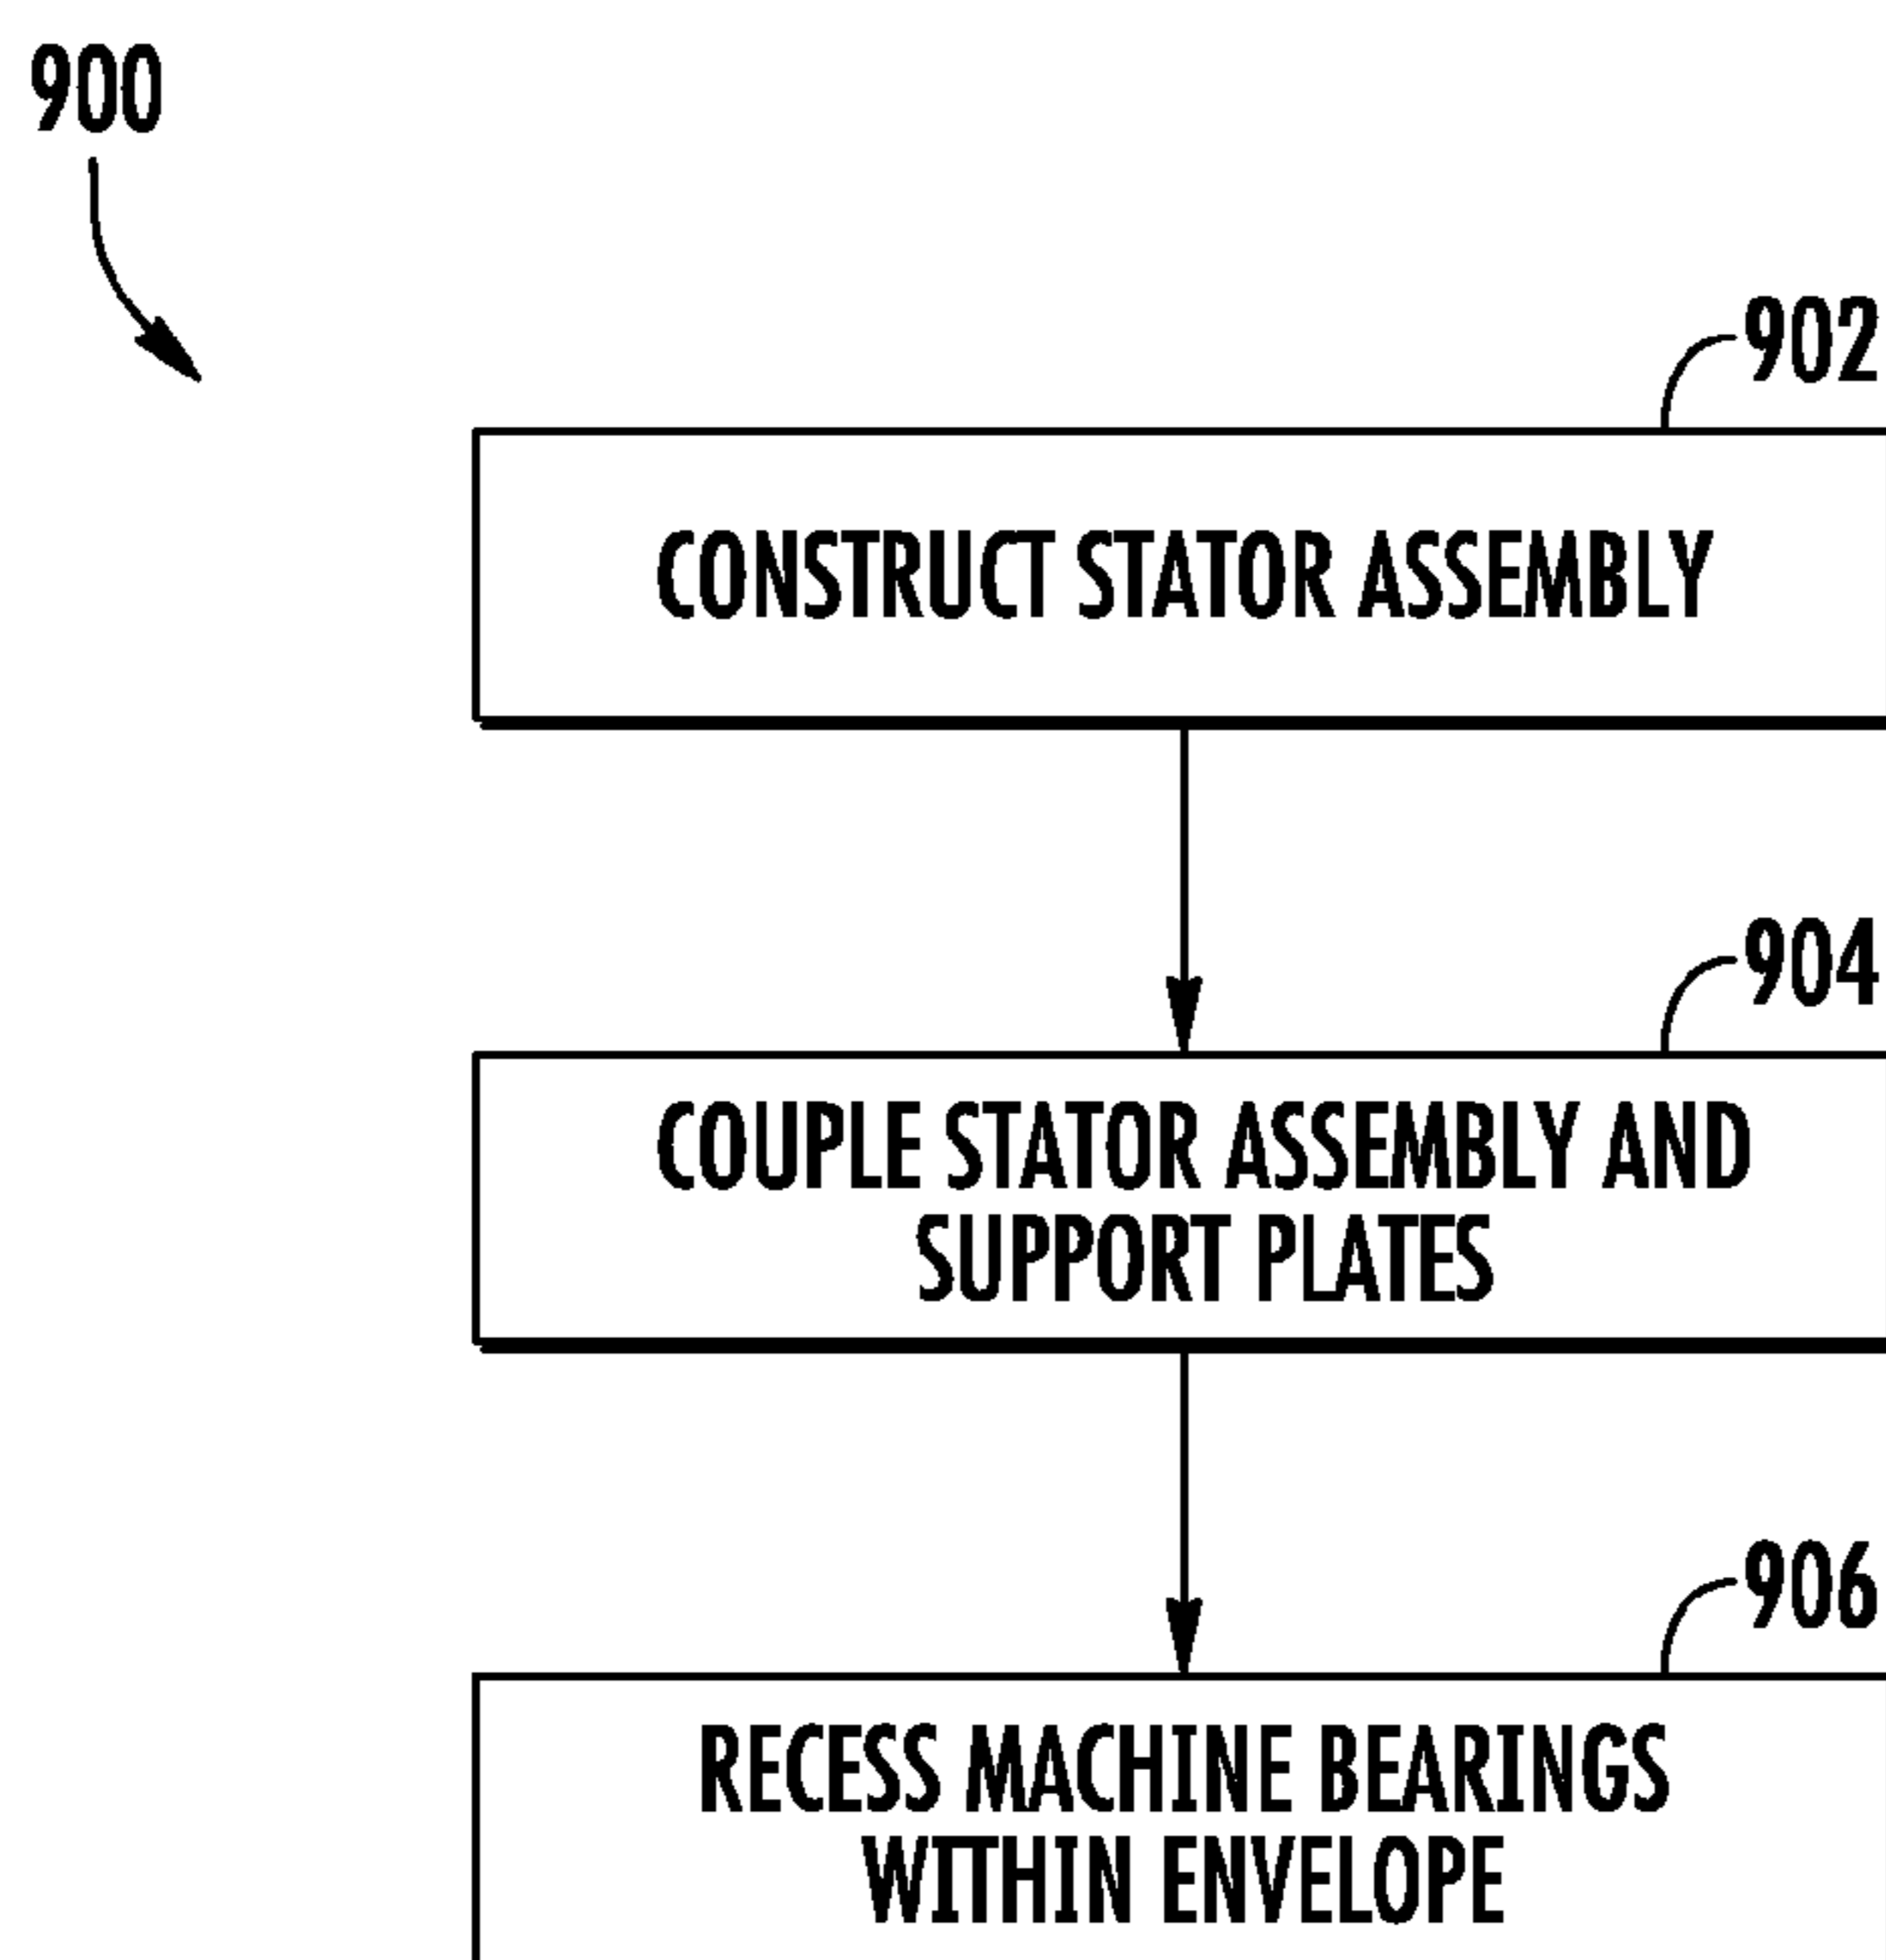 900
902
CONSTRUCT STATOR ASSEMBLY
904
COUPLE STATOR ASSEMBLY AND
SUPPORT PLATES
906
RECESS MACHINE BEARINGS
WITHIN ENVELOPE